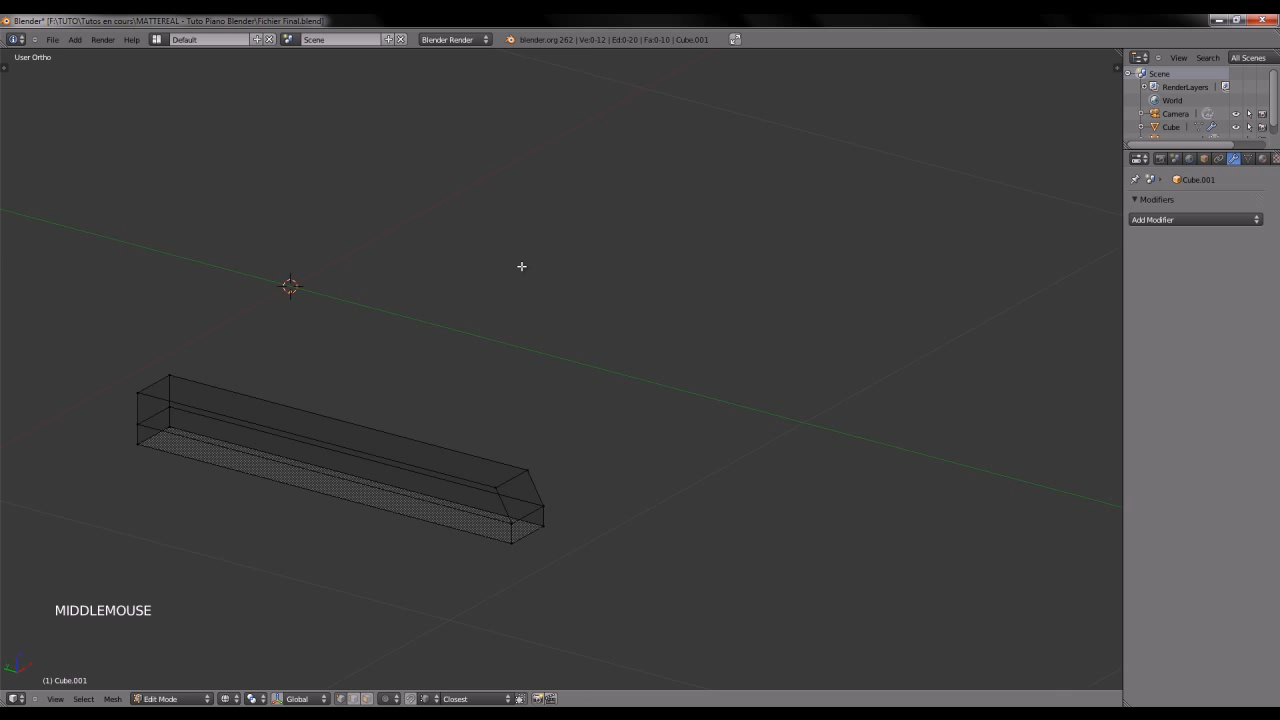 Blender* [F:\TUTO\Tutos en cours\MATTEREAL - Tuto Piano Blender\Fichier Final.blend]
File Add Render Help Default Scene Blender Render blender.org 262 | Ve:0-12 | Ed:0-20 | Fa:0-10 | Cube.001
User Ortho
View Search All Scenes
Scene
RenderLayers
World
Camera
Cube
Cube.001
Modifiers
Add Modifier
MIDDLEMOUSE
(1) Cube.001
View Select Mesh Edit Mode Global Closest